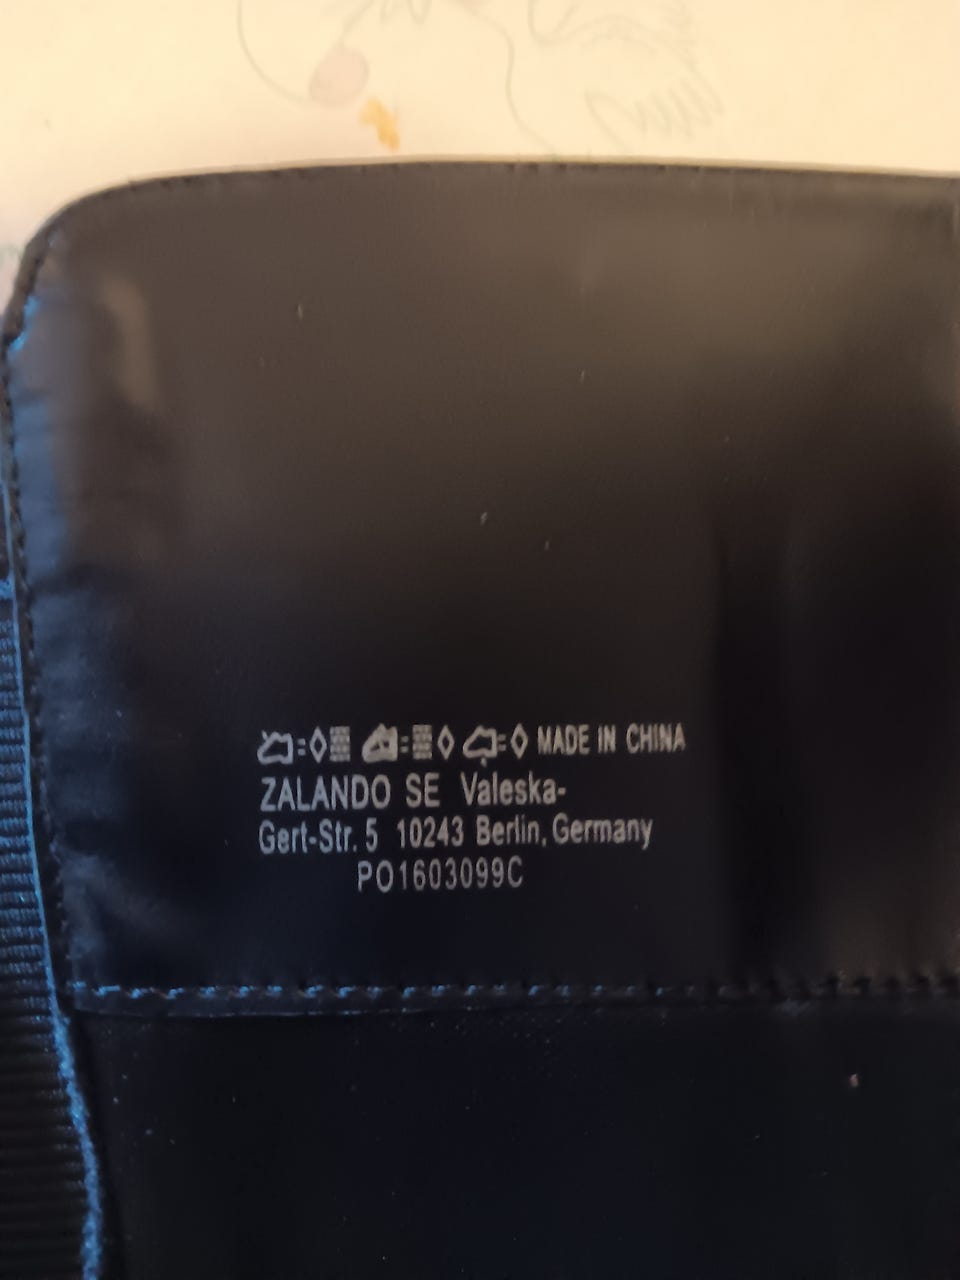 MADE IN CHINA
ZALANDO SE Valeska-
Gert-Str. 5 10243 Berlin, Germany
PO1603099C